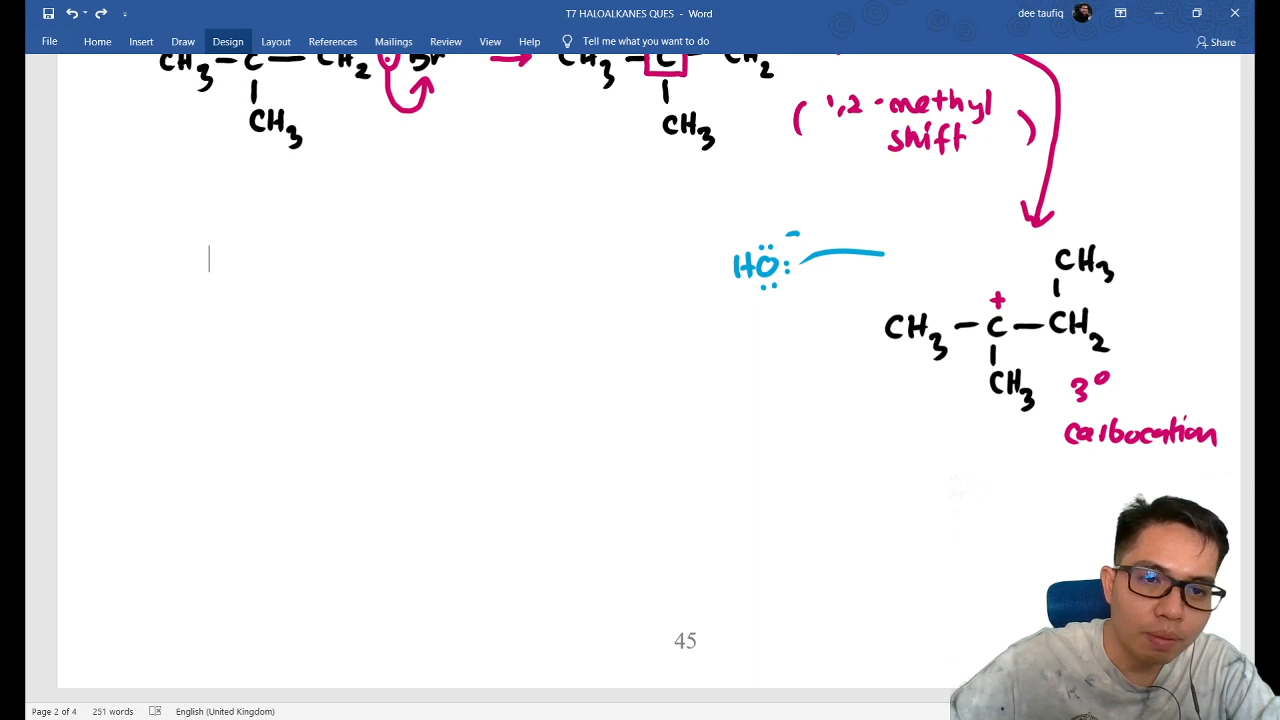 T7 HALOALKANES QUES - Word
dee taufiq
File Home Insert Draw Design Layout References Mailings Review View Help Tell me what you want to do Share
CH3 - C - CH2 : Br → CH3 - C - CH2
CH3
CH3
( 1,2-methyl
shift )
HO: -
CH3
+
CH3 - C - CH2
CH3
3°
carbocation
45
Page 2 of 4 251 words English (United Kingdom)